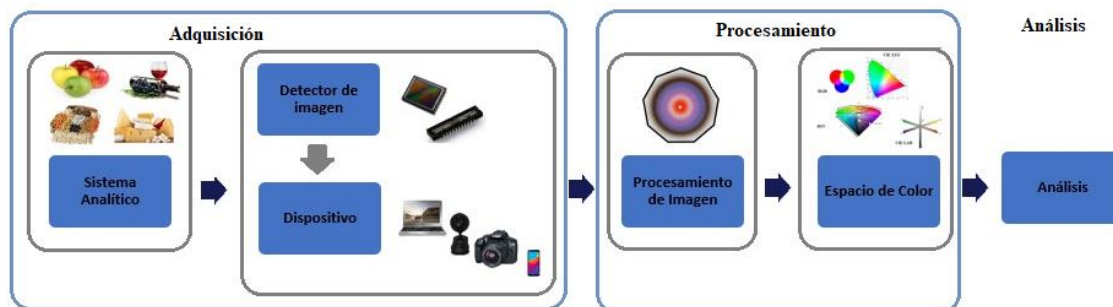 Adquisición
Procesamiento
Análisis
Detector de
imagen
Sistema
Analítico
Dispositivo
Procesamiento
de Imagen
Espacio de Color
Análisis